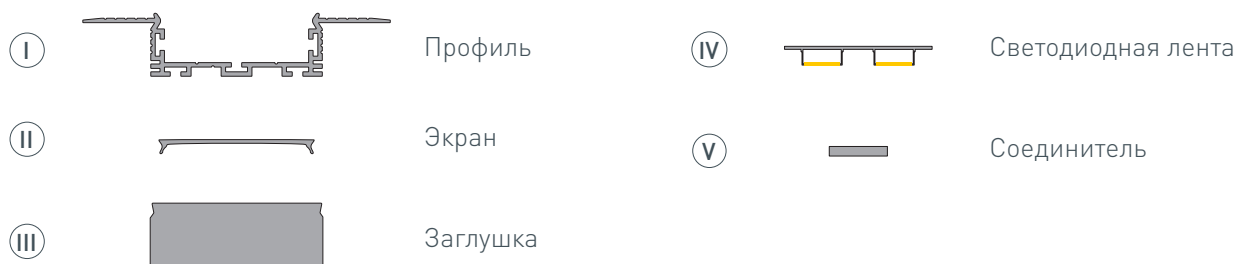 I Профиль
II Экран
III Заглушка
IV Светодиодная лента
V Соединитель